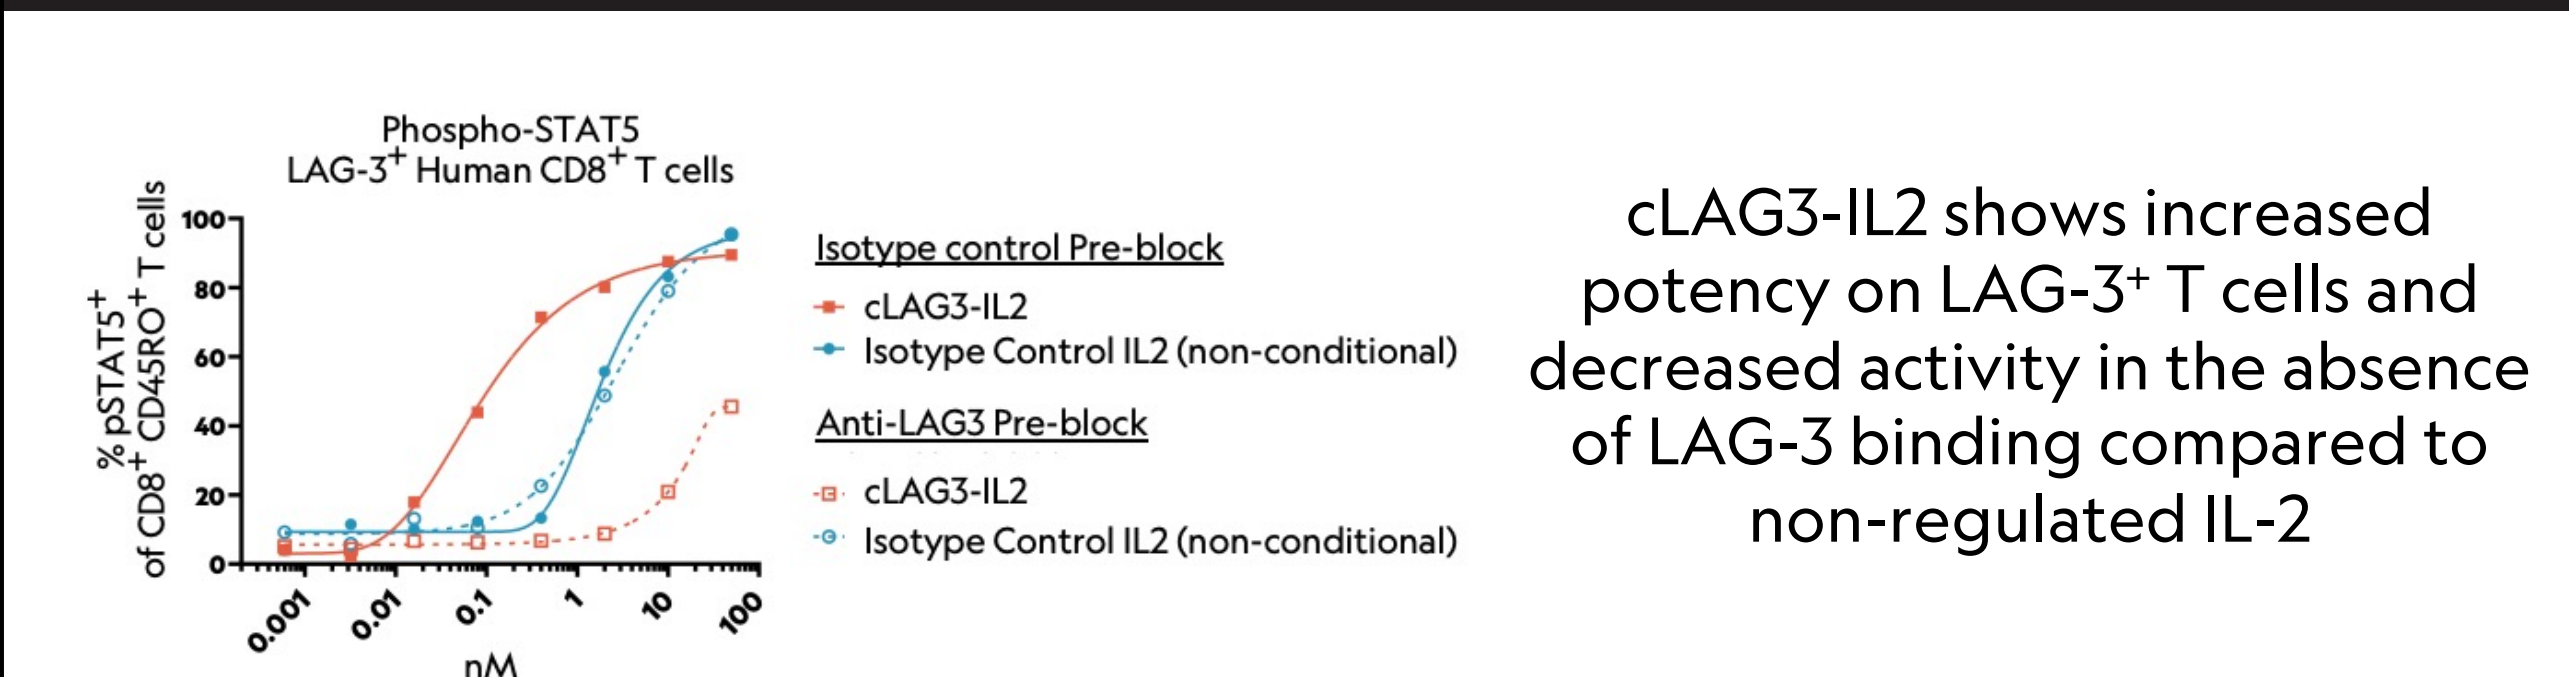 Phospho-STAT5
LAG-3⁺ Human CD8⁺ T cells
% pSTAT5⁺
of CD8⁺ CD45RO⁺ T cells
100
80
60
40
20
0
0.001
0.01
0.1
1
10
100
nM
Isotype control Pre-block
cLAG3-IL2
Isotype Control IL2 (non-conditional)
Anti-LAG3 Pre-block
cLAG3-IL2
Isotype Control IL2 (non-conditional)
cLAG3-IL2 shows increased
potency on LAG-3⁺ T cells and
decreased activity in the absence
of LAG-3 binding compared to
non-regulated IL-2